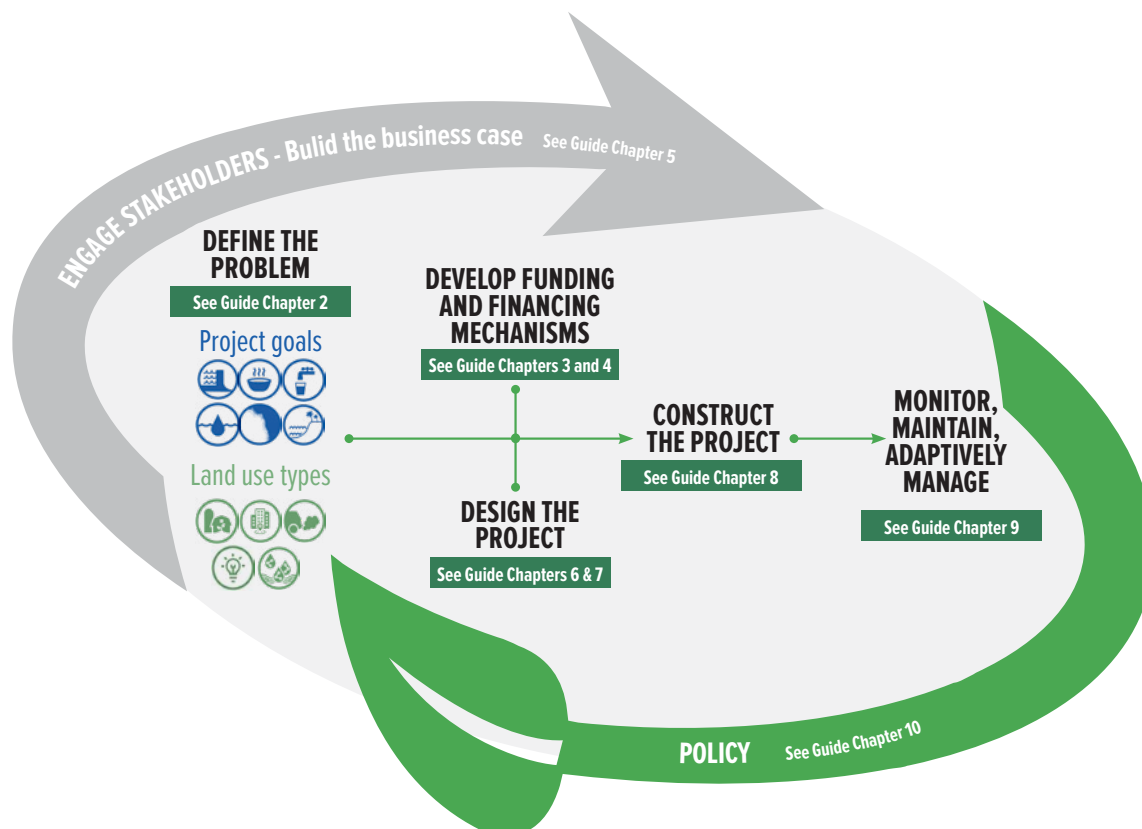 ENGAGE STAKEHOLDERS - Bulid the business case See Guide Chapter 5
DEFINE THE
PROBLEM
See Guide Chapter 2
Project goals
Land use types
DEVELOP FUNDING
AND FINANCING
MECHANISMS
See Guide Chapters 3 and 4
DESIGN THE
PROJECT
See Guide Chapters 6 & 7
CONSTRUCT
THE PROJECT
See Guide Chapter 8
MONITOR,
MAINTAIN,
ADAPTIVELY
MANAGE
See Guide Chapter 9
POLICY See Guide Chapter 10